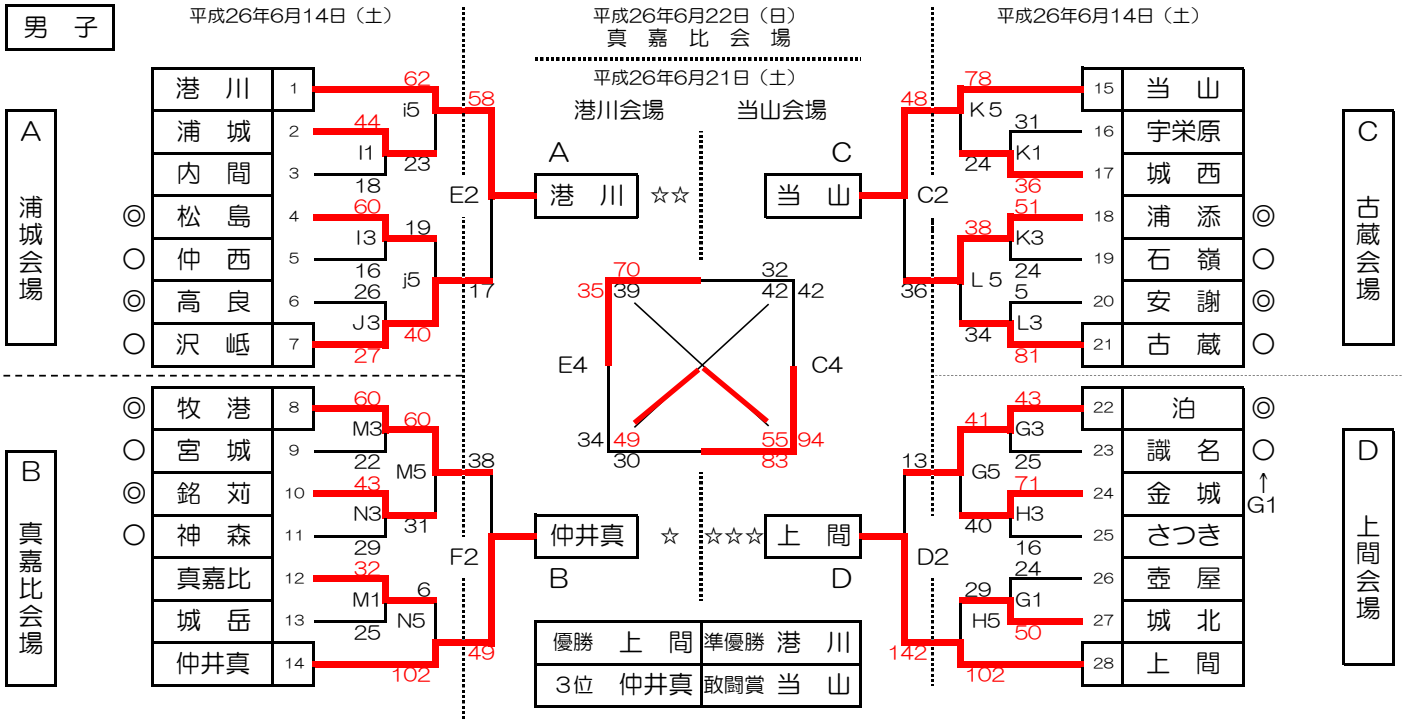 男 子
平成26年6月14日（土）
平成26年6月22日（日）
真 嘉 比 会 場
平成26年6月14日（土）
平成26年6月21日（土）
港川会場
当山会場
A
浦城会場
港 川 1
浦 城 2
内 間 3
◎ 松 島 4
○ 仲 西 5
◎ 高 良 6
○ 沢 岻 7
62
i5
44
I1
23
18
60
I3
19
16
26
j5
J3
40
27
58
E2
17
A
港 川 ☆☆
B
真嘉比会場
◎ 牧 港 8
○ 宮 城 9
◎ 銘 苅 10
○ 神 森 11
真嘉比 12
城 岳 13
仲井真 14
60
M3
60
22
M5
43
N3
31
29
32
M1
6
25
N5
102
38
F2
49
仲井真 ☆
B
C
当 山
48
C2
36
78
K5
31
K1
24
36
51
38
K3
24
L5
5
L3
34
81
15 当 山
16 宇栄原
17 城 西
18 浦 添 ◎
19 石 嶺 ○
20 安 謝 ◎
21 古 蔵 ○
C
古蔵会場
70
32
35
39
42
42
E4
C4
34
49
55
94
30
83
☆☆☆ 上 間
D
13
D2
142
43
41
G3
25
G5
71
H3
40
16
24
29
G1
H5
50
102
22 泊 ◎
23 識 名 ○
24 金 城
↑
G1
25 さつき
26 壺 屋
27 城 北
28 上 間
D
上間会場
優勝 上 間 準優勝 港 川
3位 仲井真 敢闘賞 当 山